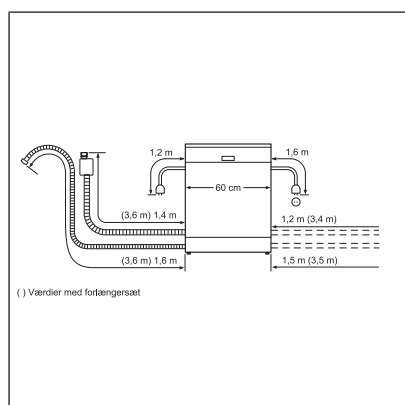 1,2 m
1,6 m
60 cm
(3,6 m) 1,4 m
1,2 m (3,4 m)
(3,6 m) 1,6 m
1,5 m (3,5 m)
( ) Værdier med forlængersæt